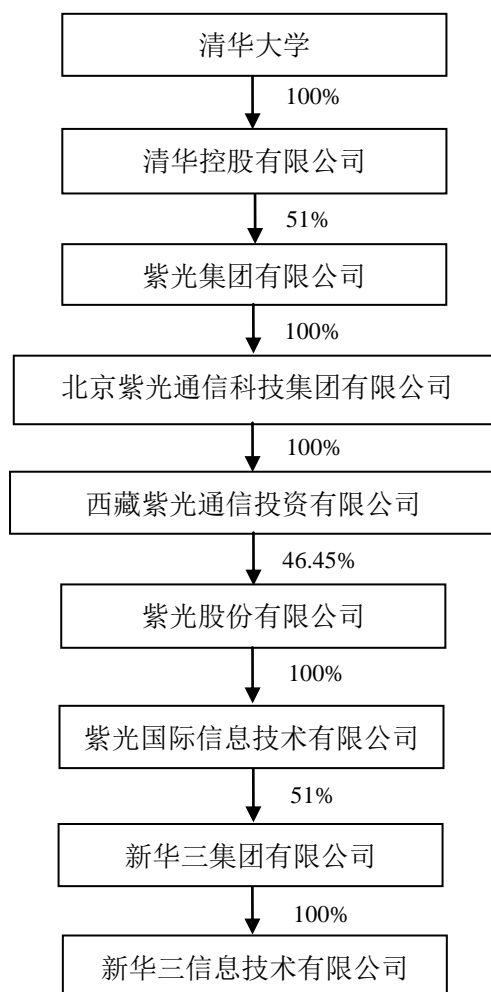 清华大学
100%
清华控股有限公司
51%
紫光集团有限公司
100%
北京紫光通信科技集团有限公司
100%
西藏紫光通信投资有限公司
46.45%
紫光股份有限公司
100%
紫光国际信息技术有限公司
51%
新华三集团有限公司
100%
新华三信息技术有限公司